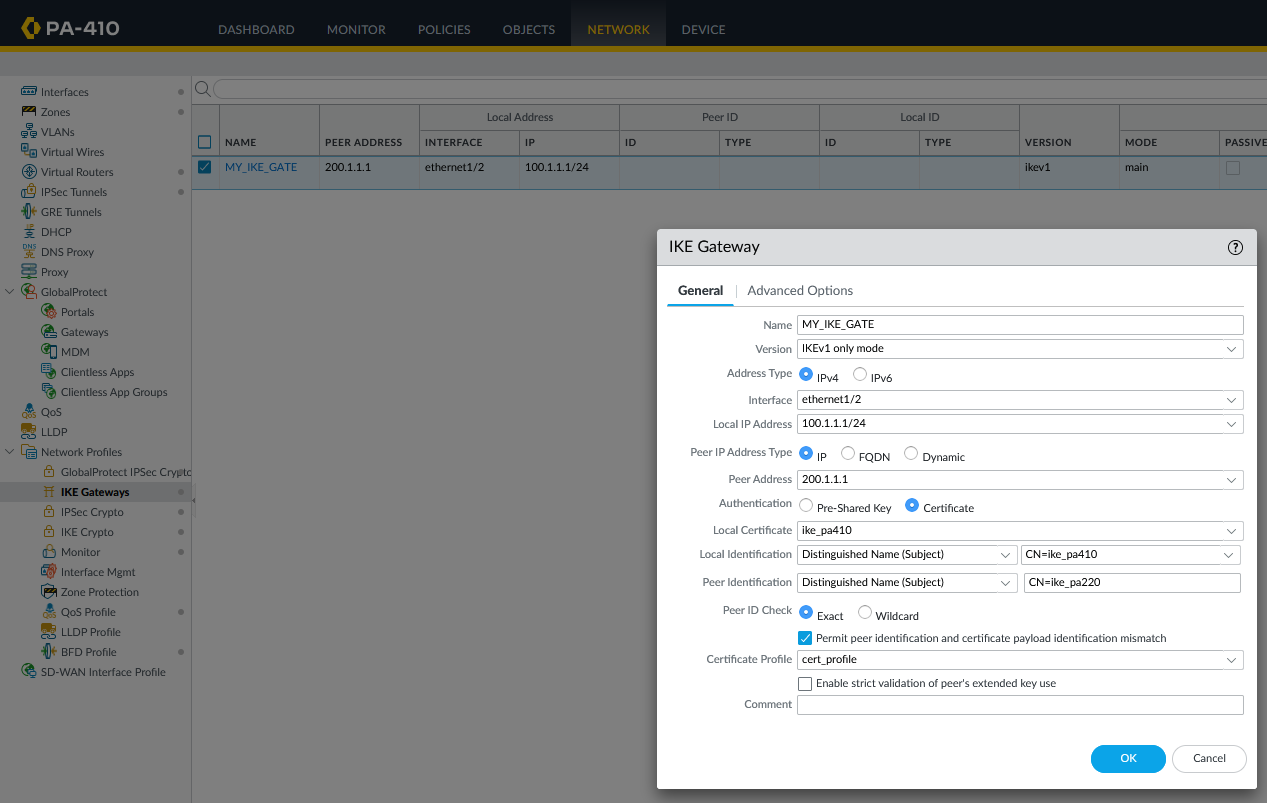 PA-410
DASHBOARD MONITOR POLICIES OBJECTS NETWORK DEVICE
Interfaces
Zones
VLANs
Virtual Wires
Virtual Routers
IPSec Tunnels
GRE Tunnels
DHCP
DNS Proxy
Proxy
GlobalProtect
Portals
Gateways
MDM
Clientless Apps
Clientless App Groups
QoS
LLDP
Network Profiles
GlobalProtect IPSec Crypto
IKE Gateways
IPSec Crypto
IKE Crypto
Monitor
Interface Mgmt
Zone Protection
QoS Profile
LLDP Profile
BFD Profile
SD-WAN Interface Profile
Local Address Peer ID Local ID
NAME PEER ADDRESS INTERFACE IP ID TYPE ID TYPE VERSION MODE PASSIVE
MY_IKE_GATE 200.1.1.1 ethernet1/2 100.1.1.1/24 ikev1 main
IKE Gateway ?
General | Advanced Options
Name MY_IKE_GATE
Version IKEv1 only mode
Address Type IPv4 IPv6
Interface ethernet1/2
Local IP Address 100.1.1.1/24
Peer IP Address Type IP FQDN Dynamic
Peer Address 200.1.1.1
Authentication Pre-Shared Key Certificate
Local Certificate ike_pa410
Local Identification Distinguished Name (Subject) CN=ike_pa410
Peer Identification Distinguished Name (Subject) CN=ike_pa220
Peer ID Check Exact Wildcard
Permit peer identification and certificate payload identification mismatch
Certificate Profile cert_profile
Enable strict validation of peer's extended key use
Comment
OK Cancel